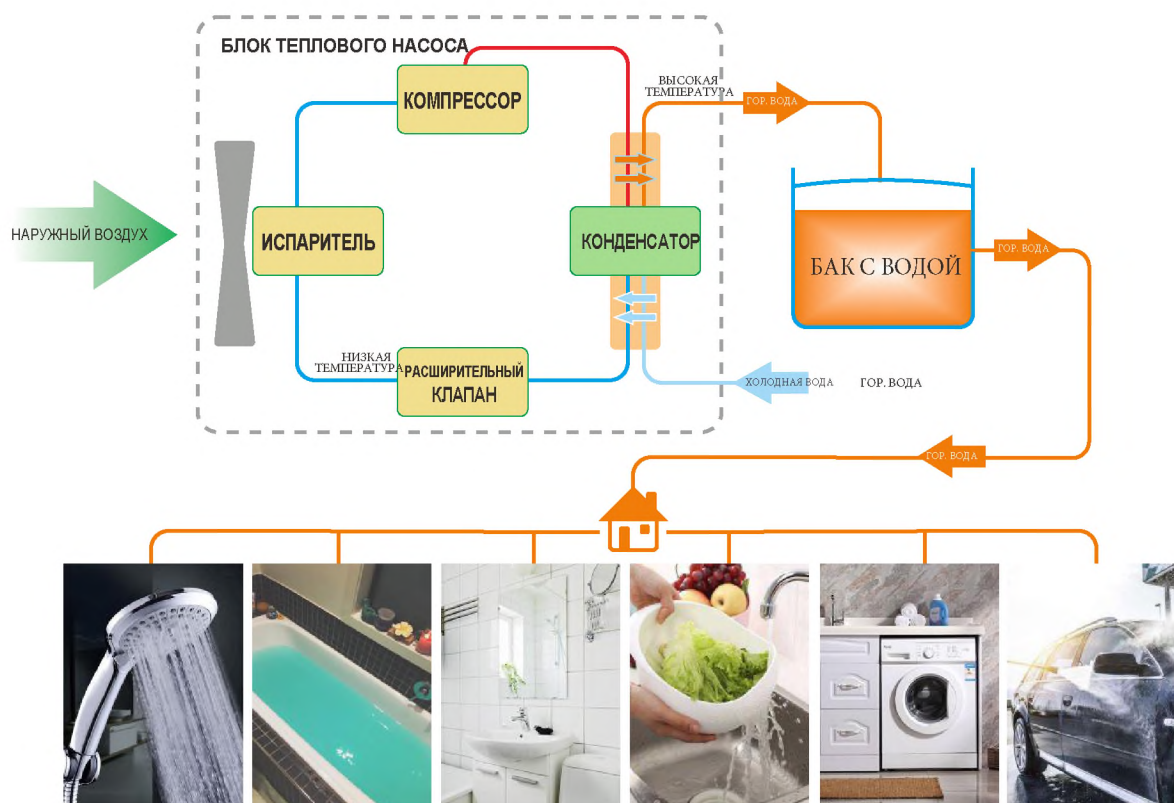 БЛОК ТЕПЛОВОГО НАСОСА
КОМПРЕССОР
ВЫСОКАЯ
ТЕМПЕРАТУРА
ГОР. ВОДА
НАРУЖНЫЙ ВОЗДУХ
ИСПАРИТЕЛЬ
КОНДЕНСАТОР
БАК С ВОДОЙ
ГОР. ВОДА
НИЗКАЯ
ТЕМПЕРАТУРА
РАСШИРИТЕЛЬНЫЙ
КЛАПАН
ХОЛОДНАЯ ВОДА
ГОР. ВОДА
ГОР. ВОДА